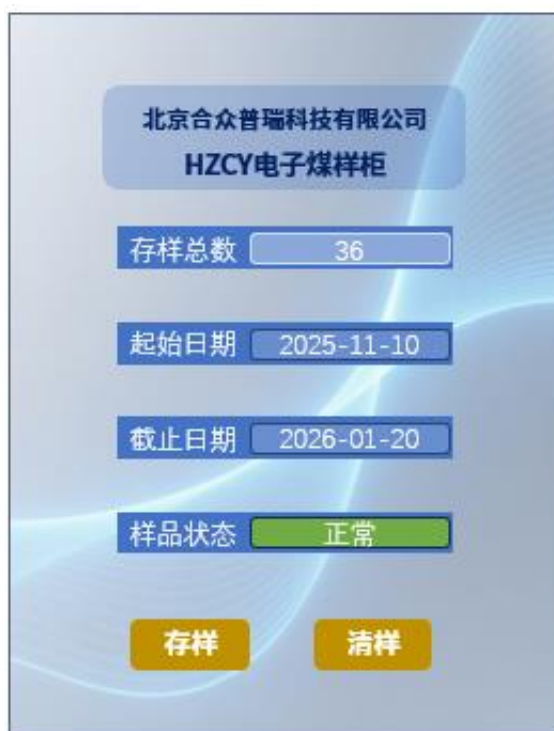 北京合众普瑞科技有限公司
HZCY电子煤样柜
存样总数 36
起始日期 2025-11-10
截止日期 2026-01-20
样品状态 正常
存样 清样